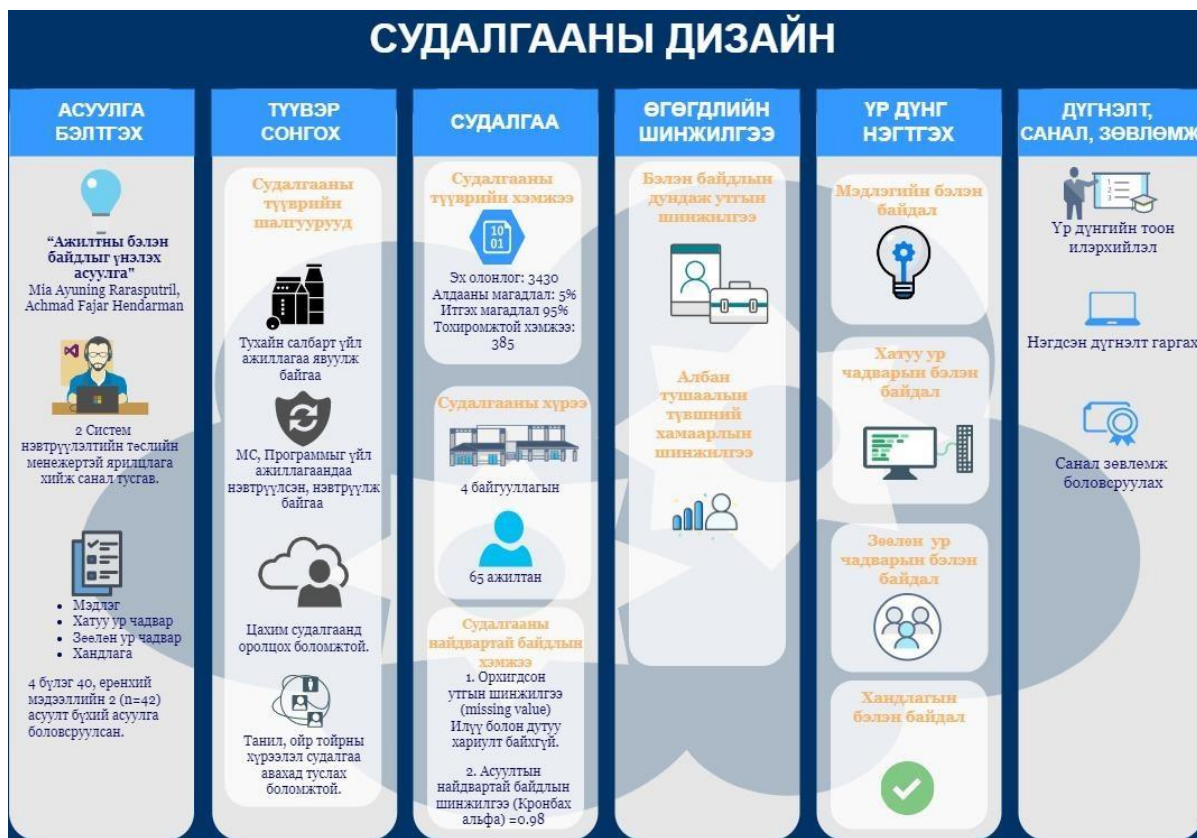 СУДАЛГААНЫ ДИЗАЙН
АСУУЛГА
БЭЛТГЭХ
“Ажилтны бэлэн
байдлыг үнэлэх
асуулга”
Mia Ayuning Rarasputril,
Achmad Fajar Hendarman
2 Систем
нэвтрүүлэлтийн төслийн
менежертэй ярилцлага
хийж санал тусгав.
• Мэдлэг
• Хатуу ур чадвар
• Зөөлөн ур чадвар
• Хандлага
4 бүлэг 40, ерөнхий
мэдээллийн 2 (n=42)
асуулт бүхий асуулга
боловсруулсан.
ТҮҮВЭР
СОНГОХ
Судалгааны
түүврийн
шалгуурууд
Тухайн салбарт үйл
ажиллагаа явуулж
байгаа
МС, Программыг үйл
ажиллагаандаа
нэвтрүүлсэн, нэвтрүүлж
байгаа
Цахим судалгаанд
оролцох боломжтой.
Танил, ойр тойрны
хүрээлэл судалгаа
авахад туслах
боломжтой.
СУДАЛГАА
Судалгааны
түүврийн хэмжээ
10
01
Эх олонлог: 3430
Алдааны магадлал: 5%
Итгэх магадлал 95%
Тохиромжтой хэмжээ:
385
Судалгааны хүрээ
4 байгууллагын
65 ажилтан
Судалгааны
найдвартай байдлын
хэмжээ
1. Орхигдсон
утгын шинжилгээ
(missing value)
Илүү болон дутуу
хариулт байхгүй.
2. Асуултын
найдвартай байдлын
шинжилгээ (Кронбах
альфа) =0.98
ӨГӨГДЛИЙН
ШИНЖИЛГЭЭ
Бэлэн байдлын
дундаж утгын
шинжилгээ
Албан
тушаалын
түвшний
хамаарлын
шинжилгээ
ҮР ДҮНГ
НЭГТГЭХ
Мэдлэгийн бэлэн
байдал
Хатуу ур
чадварын бэлэн
байдал
Зөөлөн ур
чадварын бэлэн
байдал
Хандлагын
бэлэн байдал
ДҮГНЭЛТ,
САНАЛ, ЗӨВЛӨМЖ
1
2
3
Үр дүнгийн тоон
илэрхийлэл
Нэгдсэн дүгнэлт гаргах
Санал зөвлөмж
боловсруулах